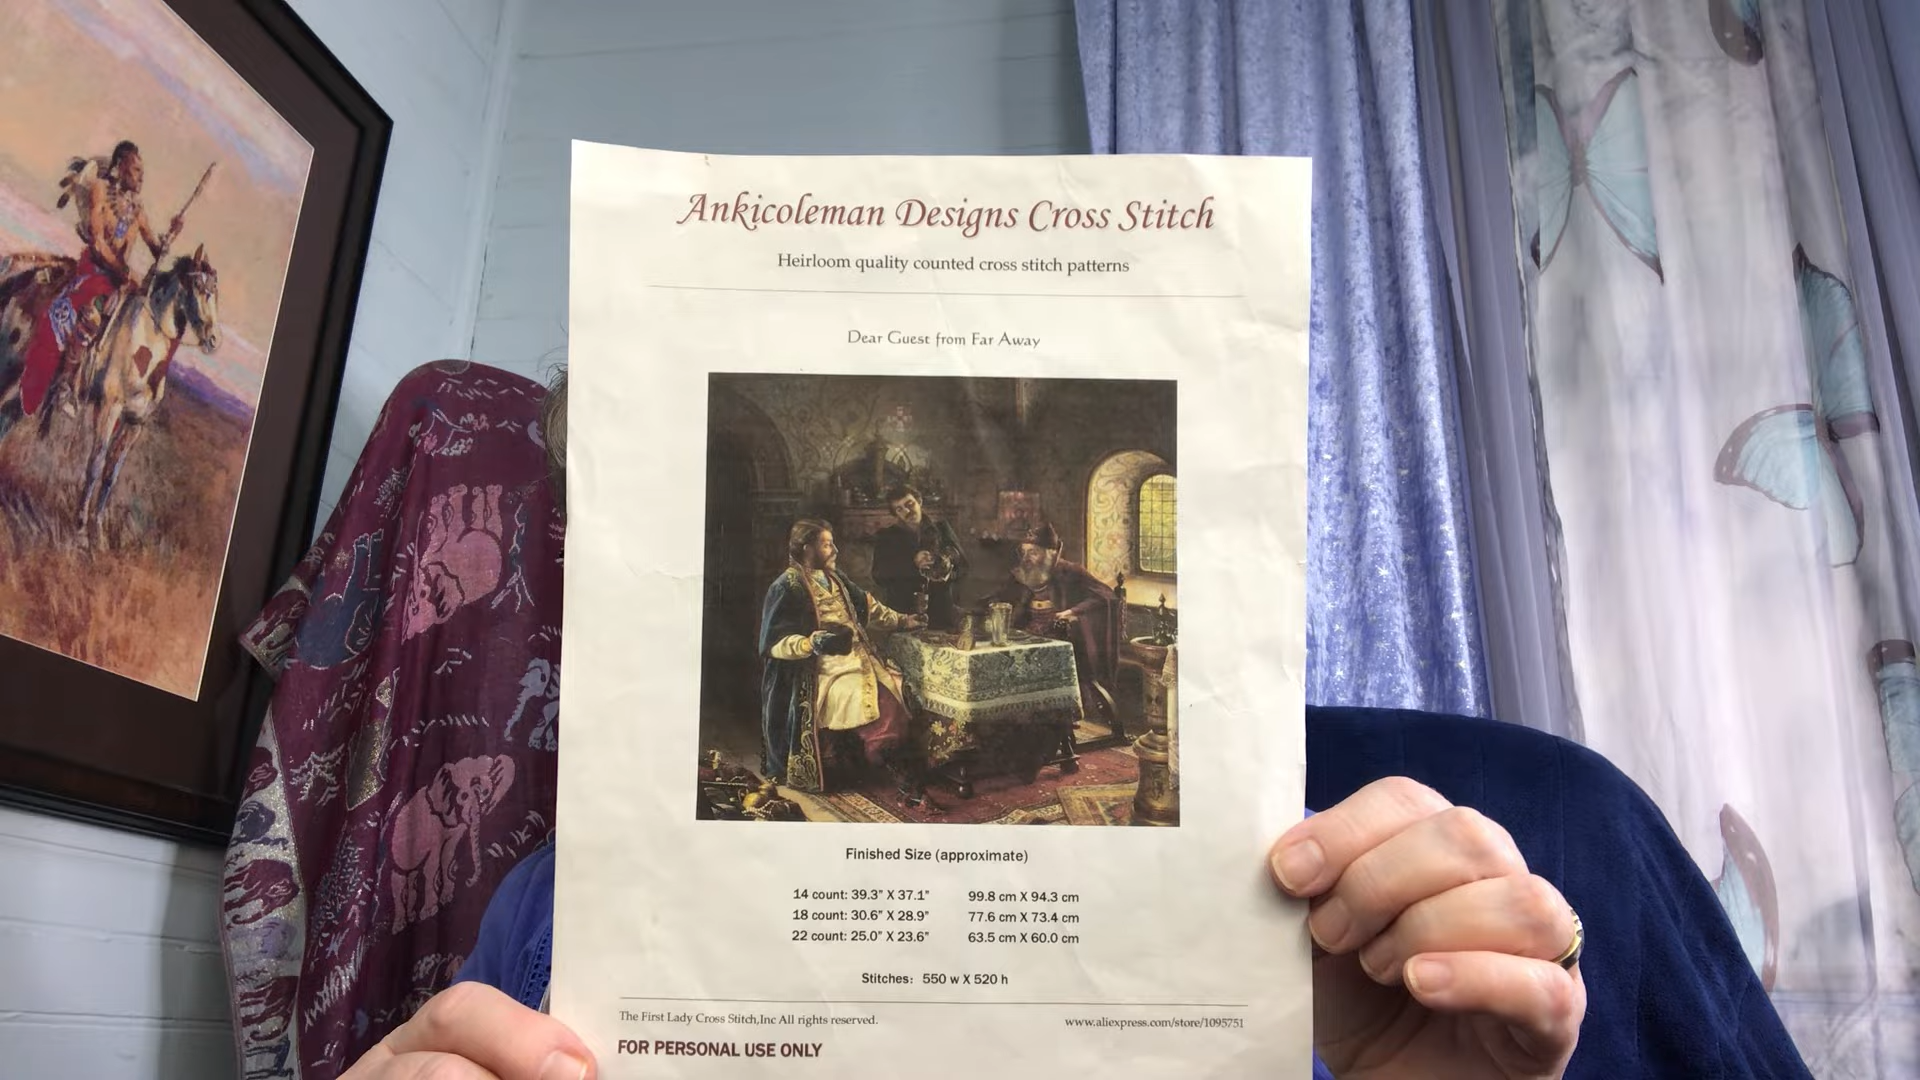 Ankicoleman Designs Cross Stitch
Heirloom quality counted cross stitch patterns
Dear Guest from Far Away
Finished Size (approximate)
14 count: 39.3" X 37.1" 99.8 cm X 94.3 cm
18 count: 30.6" X 28.9" 77.6 cm X 73.4 cm
22 count: 25.0" X 23.6" 63.5 cm X 60.0 cm
Stitches: 550 w X 520 h
The First Lady Cross Stitch,Inc All rights reserved. www.aliexpress.com/store/1095751
FOR PERSONAL USE ONLY